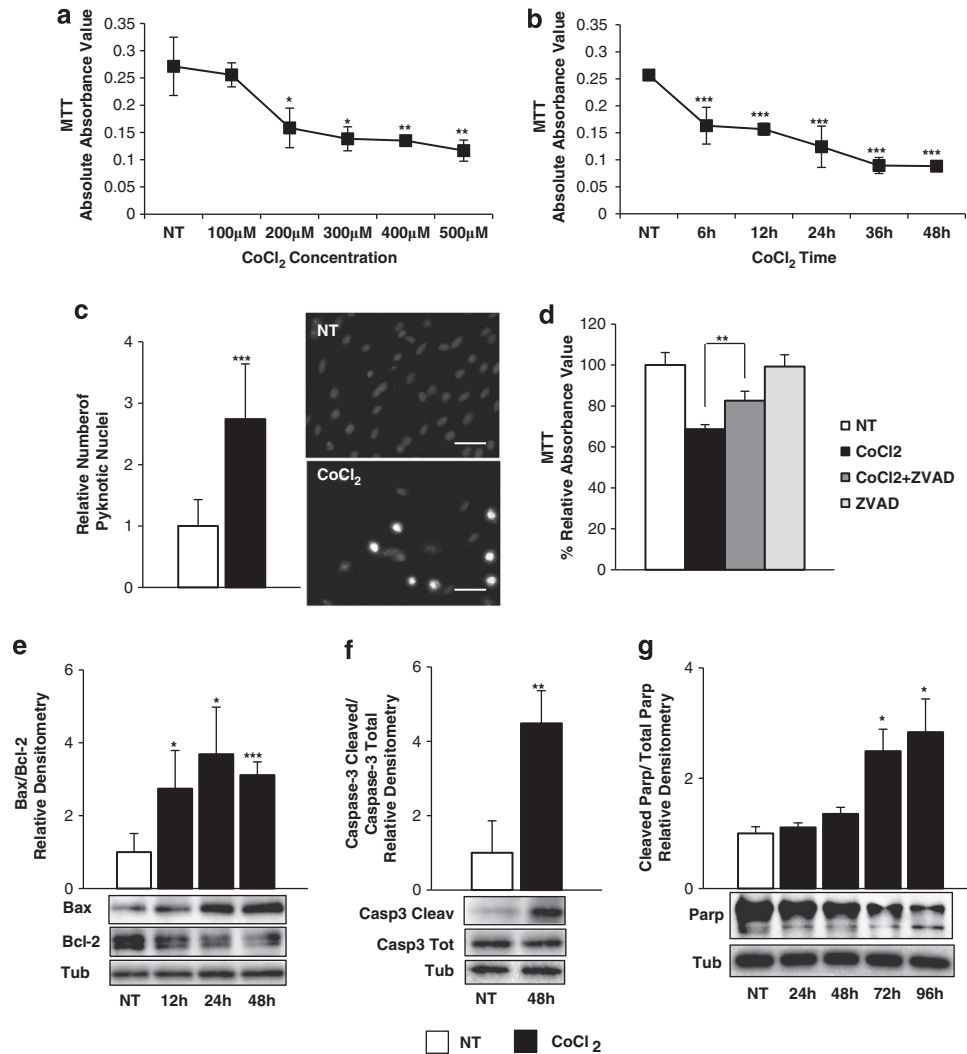 a
MTT
Absolute Absorbance Value
0.35
0.3
0.25
0.2
0.15
0.1
0.05
0
*
*
**
**
NT 100µM 200µM 300µM 400µM 500µM
CoCl2 Concentration
b
MTT
Absolute Absorbance Value
0.35
0.3
0.25
0.2
0.15
0.1
0.05
0
***
***
***
***
***
NT 6h 12h 24h 36h 48h
CoCl2 Time
c
Relative Numberof
Pyknotic Nuclei
4
3
2
1
0
***
NT
CoCl2
d
MTT
% Relative Absorbance Value
120
100
80
60
40
20
0
**
NT
CoCl2
CoCl2+ZVAD
ZVAD
e
Bax/Bcl-2
Relative Densitometry
6
4
2
0
*
*
***
Bax
Bcl-2
Tub
NT 12h 24h 48h
f
Caspase-3 Cleaved/
Caspase-3 Total
Relative Densitometry
6
4
2
0
**
Casp3 Cleav
Casp3 Tot
Tub
NT 48h
g
Cleaved Parp/ Total Parp
Relative Densitometry
4
2
0
*
*
Parp
Tub
NT 24h 48h 72h 96h
NT CoCl2